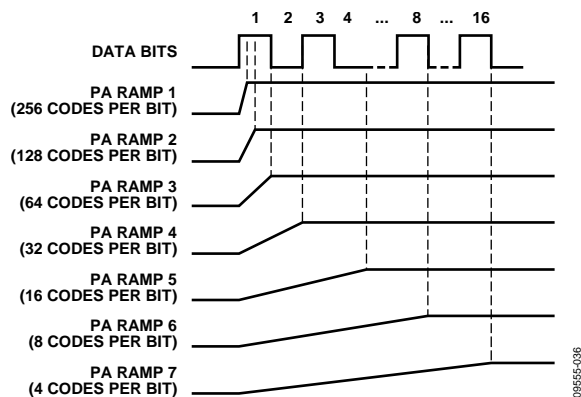 1 2 3 4 ... 8 ... 16
DATA BITS
PA RAMP 1
(256 CODES PER BIT)
PA RAMP 2
(128 CODES PER BIT)
PA RAMP 3
(64 CODES PER BIT)
PA RAMP 4
(32 CODES PER BIT)
PA RAMP 5
(16 CODES PER BIT)
PA RAMP 6
(8 CODES PER BIT)
PA RAMP 7
(4 CODES PER BIT)
09555-036